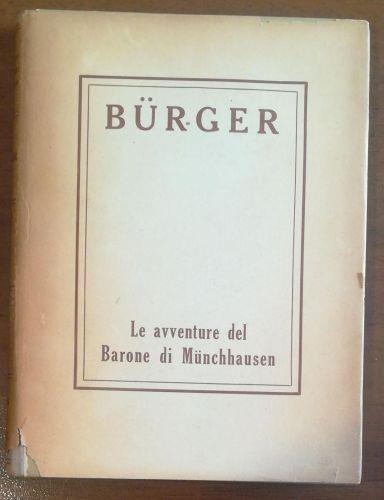 BÜRGER
Le avventure del
Barone di Münchhausen